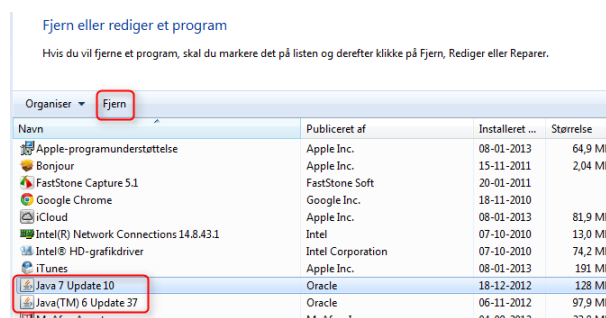 Fjern eller rediger et program
Hvis du vil fjerne et program, skal du markere det på listen og derefter klikke på Fjern, Rediger eller Reparer.
Organiser Fjern
Navn Publiceret af Installeret ... Størrelse
Apple-programunderstøttelse Apple Inc. 08-01-2013 64,9 M
Bonjour Apple Inc. 15-11-2011 2,04 M
FastStone Capture 5.1 FastStone Soft 20-01-2011
Google Chrome Google Inc. 18-11-2010
iCloud Apple Inc. 08-01-2013 81,9 M
Intel(R) Network Connections 14.8.43.1 Intel 07-10-2010 13,0 M
Intel® HD-grafikdriver Intel Corporation 07-10-2010 74,2 M
iTunes Apple Inc. 08-01-2013 191 M
Java 7 Update 10 Oracle 18-12-2012 128 M
Java(TM) 6 Update 37 Oracle 06-11-2012 97,9 M